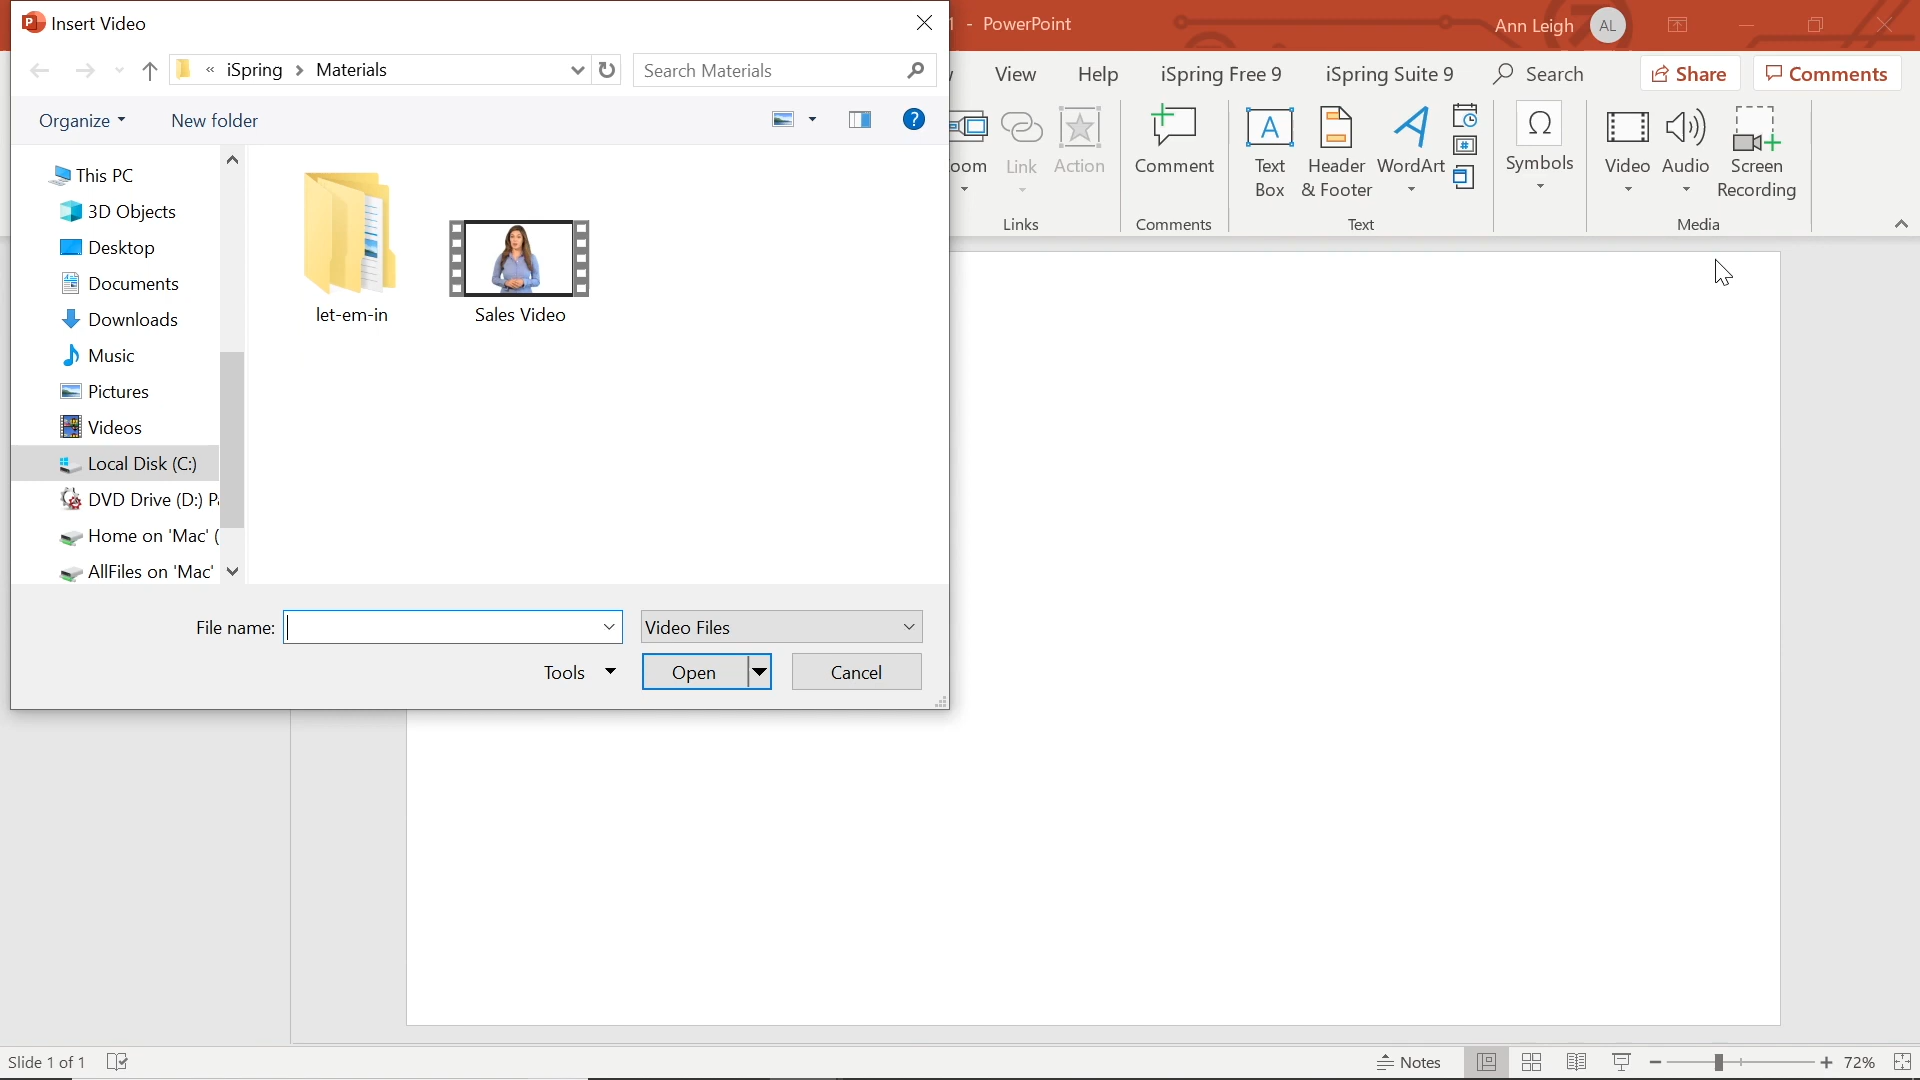 Insert Video
1 - PowerPoint
Ann Leigh
AL
« iSpring > Materials
Search Materials
View
Help
iSpring Free 9
iSpring Suite 9
Search
Share
Comments
Organize
New folder
?
This PC
3D Objects
Desktop
Documents
Downloads
Music
Pictures
Videos
Local Disk (C:)
DVD Drive (D:) P
Home on 'Mac' (
AllFiles on 'Mac'
let-em-in
Sales Video
oom
Link
Action
Comment
Text
Box
Header
& Footer
WordArt
Symbols
Video
Audio
Screen
Recording
Links
Comments
Text
Media
File name:
Video Files
Tools
Open
Cancel
Slide 1 of 1
Notes
72%